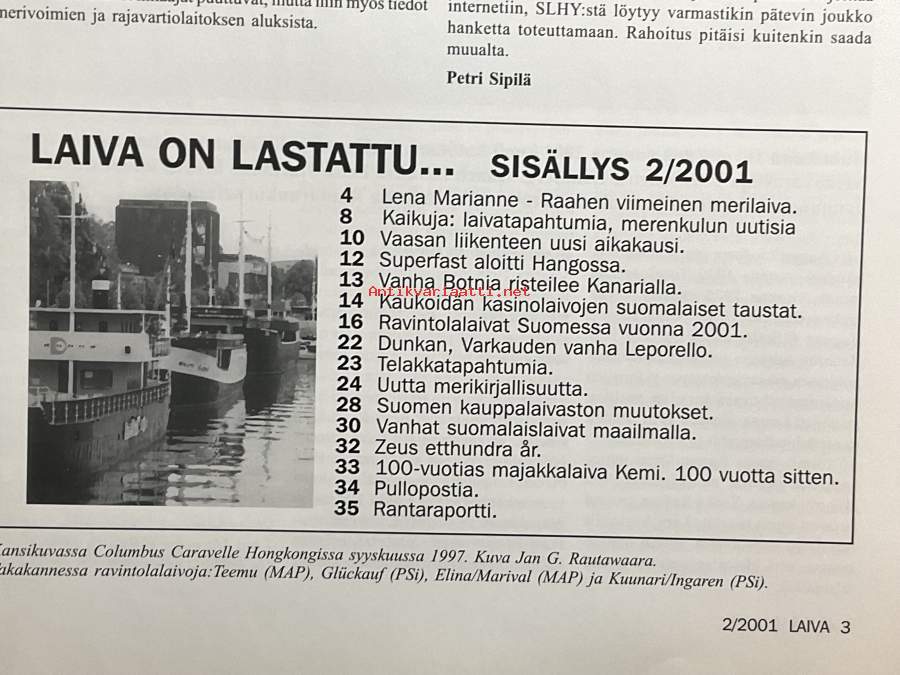 muttä niin myös tiedot
merivoimien ja rajavartiolaitoksen aluksista.
internetiin, SLHY:stä löytyy varmastikin pätevin joukko
hanketta toteuttamaan. Rahoitus pitäisi kuitenkin saada
muualta.
Petri Sipilä
LAIVA ON LASTATTU... SISÄLLYS 2/2001
4 Lena Marianne - Raahen viimeinen merilaiva.
8 Kaikuja: laivatapahtumia, merenkulun uutisia
10 Vaasan liikenteen uusi aikakausi.
12 Superfast aloitti Hangossa.
13 Vanha Botnia risteilee Kanarialla.
Antikvariaatti.net
14 Kaukoidän kasinolaivojen suomalaiset taustat.
16 Ravintolalaivat Suomessa vuonna 2001.
22 Dunkan, Varkauden vanha Leporello.
23 Telakkatapahtumia.
24 Uutta merikirjallisuutta.
28 Suomen kauppalaivaston muutokset.
30 Vanhat suomalaislaivat maailmalla.
32 Zeus etthundra år.
33 100-vuotias majakkalaiva Kemi. 100 vuotta sitten.
34 Pullopostia.
35 Rantaraportti.
Kansikuvassa Columbus Caravelle Hongkongissa syyskuussa 1997. Kuva Jan G. Rautawaara.
Takakannessa ravintolalaivoja: Teemu (MAP), Glückauf (PSi), Elina/Marival (MAP) ja Kuunari/Ingaren (PSi).
2/2001 LAIVA 3